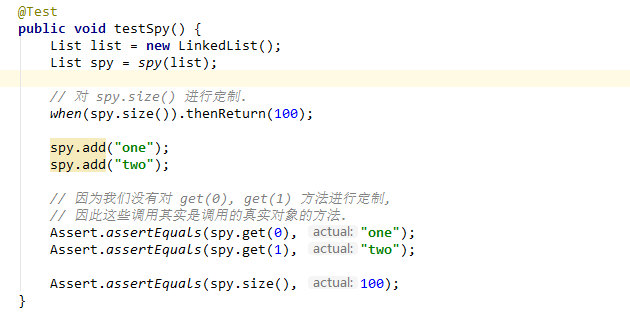 @Test
public void testSpy() {
List list = new LinkedList();
List spy = spy(list);
// 对 spy.size() 进行定制.
when(spy.size()).thenReturn(100);
spy.add("one");
spy.add("two");
// 因为我们没有对 get(0), get(1) 方法进行定制,
// 因此这些调用其实是调用的真实对象的方法.
Assert.assertEquals(spy.get(0), actual: "one");
Assert.assertEquals(spy.get(1), actual: "two");
Assert.assertEquals(spy.size(), actual: 100);
}